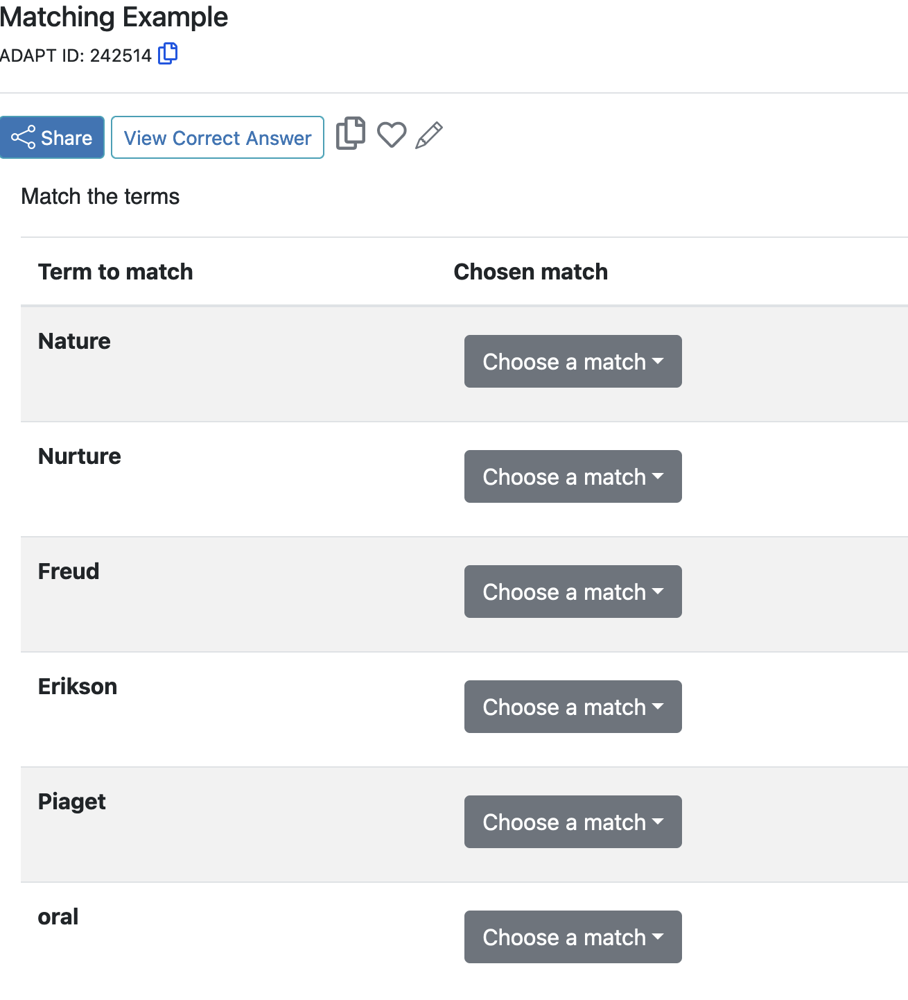 Matching Example
ADAPT ID: 242514
Share View Correct Answer
Match the terms
Term to match Chosen match
Nature Choose a match
Nurture Choose a match
Freud Choose a match
Erikson Choose a match
Piaget Choose a match
oral Choose a match